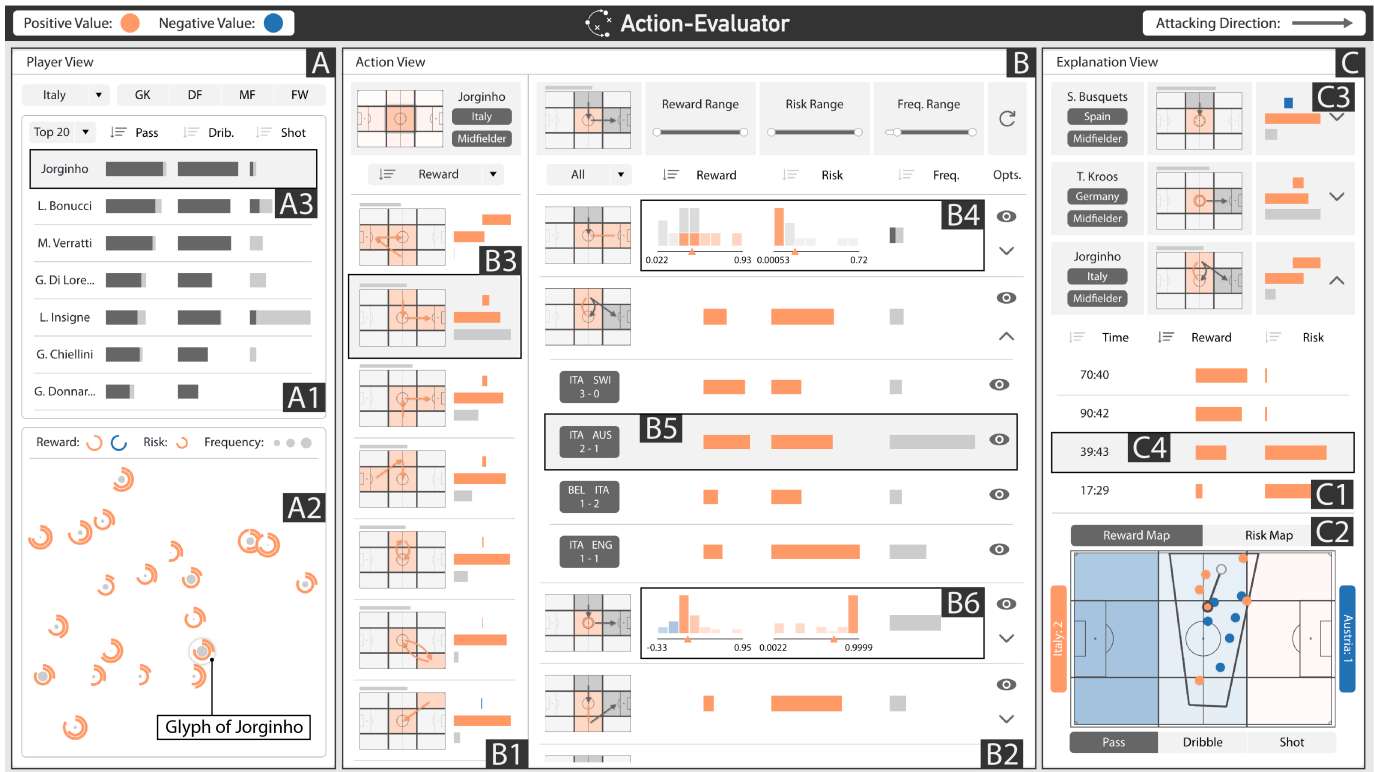 Positive Value:
Negative Value:
Action-Evaluator
Attacking Direction:
Player View
A
Italy
GK
DF
MF
FW
Top 20
Pass
Drib.
Shot
Jorginho
A3
L. Bonucci
M. Verratti
G. Di Lore...
L. Insigne
G. Chiellini
G. Donnar...
A1
Reward:
Risk:
Frequency:
A2
Glyph of Jorginho
Action View
B
Jorginho
Italy
Midfielder
Reward
B3
B1
Reward Range
Risk Range
Freq. Range
All
Reward
Risk
Freq.
Opts.
B4
0.022
0.93
0.00053
0.72
ITA SWI
3 - 0
B5
ITA AUS
2 - 1
BEL ITA
1 - 2
ITA ENG
1 - 1
B6
-0.33
0.95
0.0022
0.9999
B2
Explanation View
C
S. Busquets
Spain
Midfielder
C3
T. Kroos
Germany
Midfielder
Jorginho
Italy
Midfielder
Time
Reward
Risk
70:40
90:42
39:43
C4
17:29
C1
Reward Map
Risk Map
C2
Italy: 2
Austria: 1
Pass
Dribble
Shot